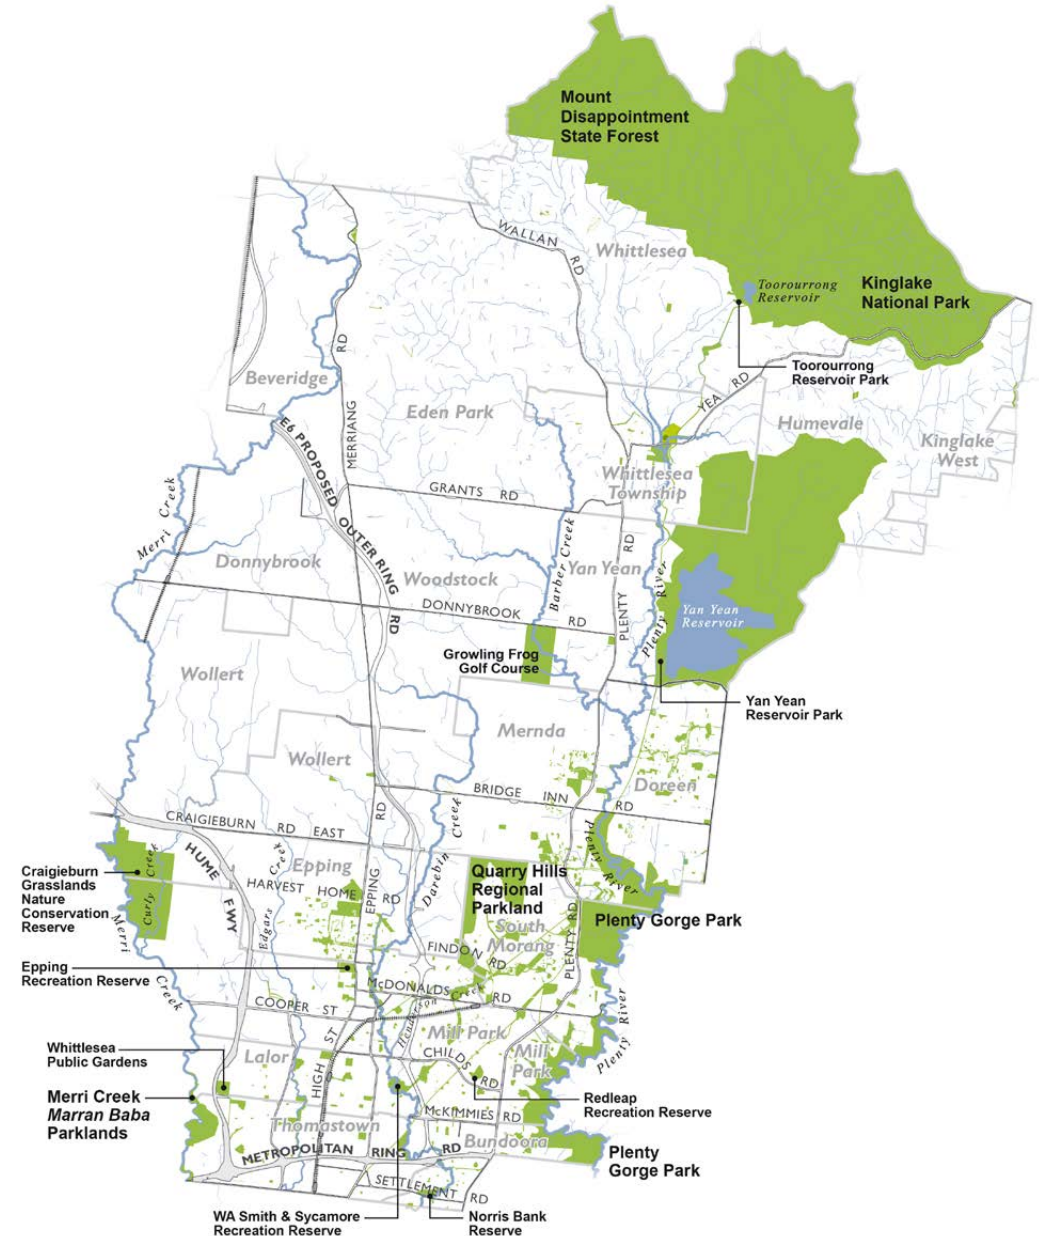 Mount
Disappointment
State Forest
WALLAN
RD
Whittlesea
Toorourrong
Reservoir
Kinglake
National Park
Toorourrong
Reservoir Park
YEA RD
Beveridge
RD
MERRIANG
Eden Park
Humevale
Kinglake
West
E6 PROPOSED OUTER RING
RD
Whittlesea
Township
GRANTS RD
Merri Creek
Donnybrook
Woodstock
Barber Creek
Yan Yean
RD
PLENTY
Plenty River
Yan Yean
Reservoir
DONNYBROOK
RD
Growling Frog
Golf Course
Wollert
Yan Yean
Reservoir Park
Mernda
Wollert
Doreen
BRIDGE INN
RD
CRAIGIEBURN RD EAST
RD
EPPING
Creek
Darebin
Plenty
River
HUME
FWY
Edgars Creek
Epping
HARVEST HOME RD
Craigieburn
Grasslands
Nature
Conservation
Reserve
Curly Creek
Merri
Creek
Quarry Hills
Regional
Parkland
South
Morang
PLENTY RD
Plenty Gorge Park
FINDON RD
Epping
Recreation Reserve
McDONALDS
RD
Henderson Creek
COOPER ST
Plenty River
Mill Park
Mill
Park
CHILDS
RD
Whittlesea
Public Gardens
Lalor
HIGH ST
Merri Creek
Marran Baba
Parklands
Redleap
Recreation Reserve
McKIMMIES RD
Thomastown
METROPOLITAN RING RD
Bundoora
Plenty
Gorge Park
SETTLEMENT RD
WA Smith & Sycamore
Recreation Reserve
Norris Bank
Reserve